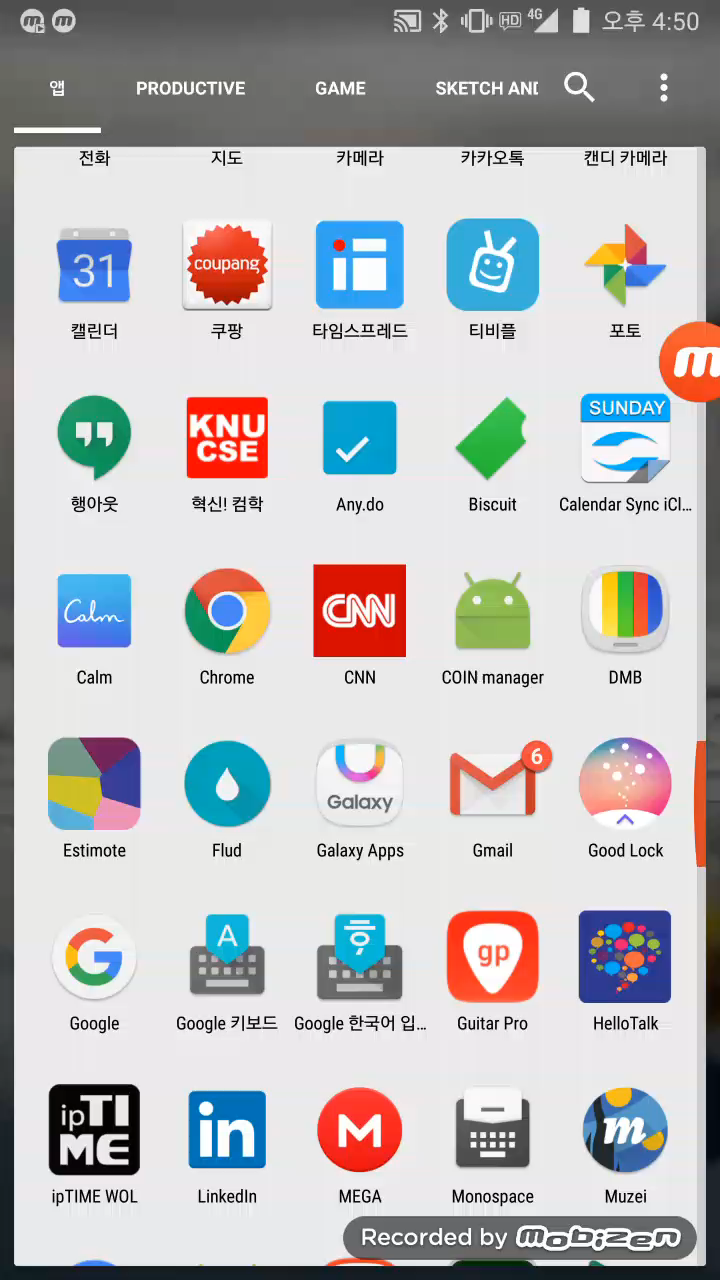 HD 4G 오후 4:50
앱 PRODUCTIVE GAME SKETCH AND
전화 지도 카메라 카카오톡 캔디 카메라
31 coupang
캘린더 쿠팡 타임스프레드 티비플 포토
m
KNU
CSE
SUNDAY
행아웃 혁신! 컴학 Any.do Biscuit Calendar Sync iCl...
Calm CNN
Calm Chrome CNN COIN manager DMB
Galaxy 6
Estimote Flud Galaxy Apps Gmail Good Lock
G A ㅎ gp
Google Google 키보드 Google 한국어 입... Guitar Pro HelloTalk
ipTI
ME
in M m
ipTIME WOL LinkedIn MEGA Monospace Muzei
Recorded by mobizen